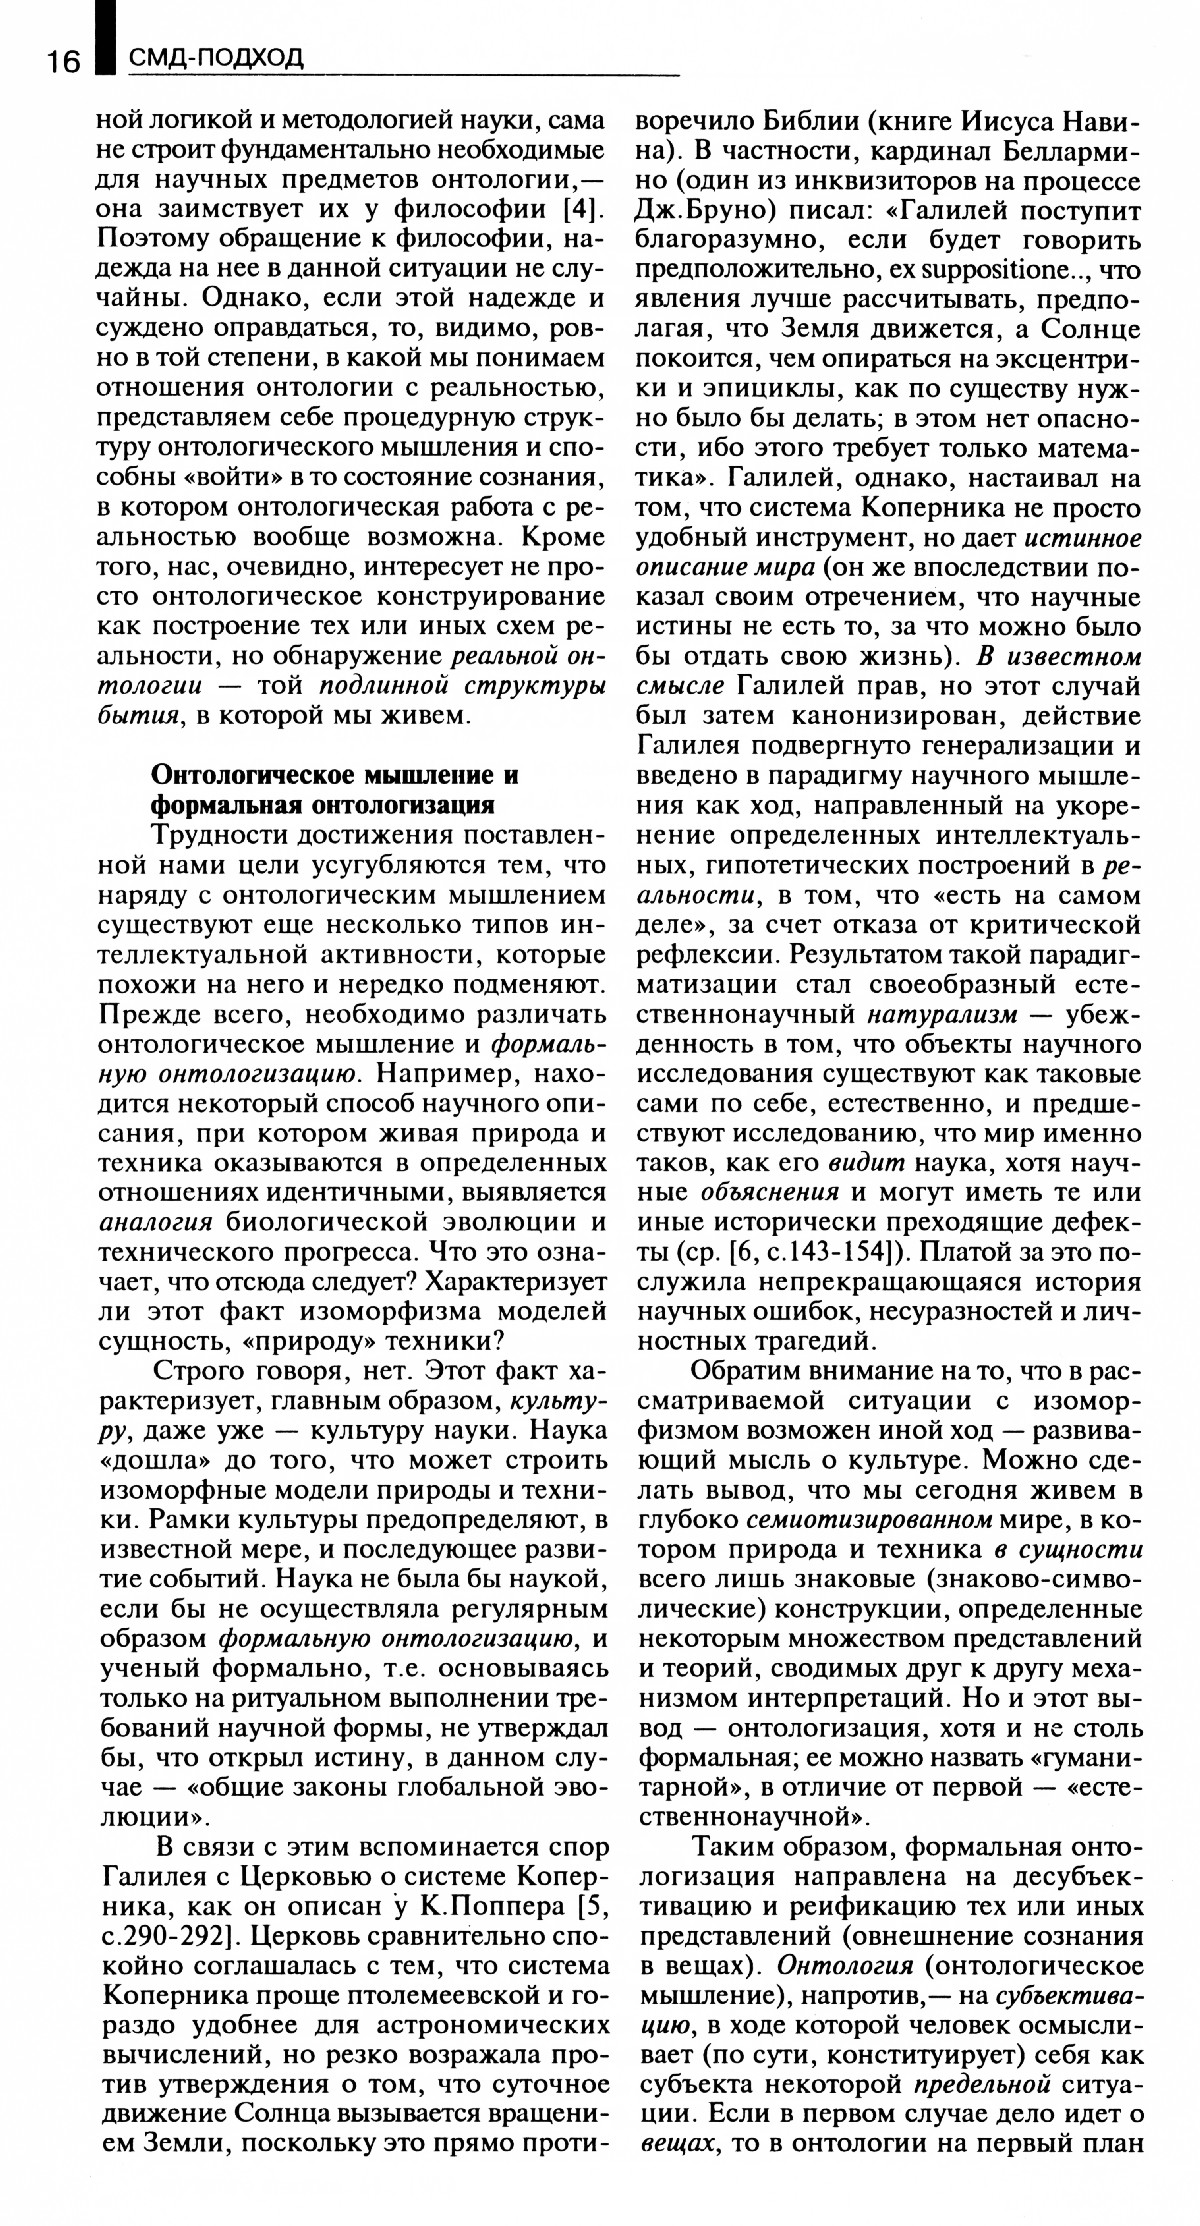 16
СМД-ПОДХОД
ной логикой и методологией науки, сама
не строит фундаментально необходимые
для научных предметов онтологии,—
она заимствует их у философии [4].
Поэтому обращение к философии, на-
дежда на нее в данной ситуации не слу-
чайны. Однако, если этой надежде и
суждено оправдаться, то, видимо, ров-
но в той степени, в какой мы понимаем
отношения онтологии с реальностью,
представляем себе процедурную струк-
туру онтологического мышления и спо-
собны «войти» в то состояние сознания,
в котором онтологическая работа с ре-
альностью вообще возможна. Кроме
того, нас, очевидно, интересует не про-
сто онтологическое конструирование
как построение тех или иных схем ре-
альности, но обнаружение реальной он-
тологии — той подлинной структуры
бытия, в которой мы живем.
Онтологическое мышление и
формальная онтологизация
Трудности достижения поставлен-
ной нами цели усугубляются тем, что
наряду с онтологическим мышлением
существуют еще несколько типов ин-
теллектуальной активности, которые
похожи на него и нередко подменяют.
Прежде всего, необходимо различать
онтологическое мышление и формаль-
ную онтологизацию. Например, нахо-
дится некоторый способ научного опи-
сания, при котором живая природа и
техника оказываются в определенных
отношениях идентичными, выявляется
аналогия биологической эволюции и
технического прогресса. Что это озна-
чает, что отсюда следует? Характеризует
ли этот факт изоморфизма моделей
сущность, «природу» техники?
Строго говоря, нет. Этот факт ха-
рактеризует, главным образом, культу-
ру, даже уже — культуру науки. Наука
«дошла» до того, что может строить
изоморфные модели природы и техни-
ки. Рамки культуры предопределяют, в
известной мере, и последующее разви-
тие событий. Наука не была бы наукой,
если бы не осуществляла регулярным
образом формальную онтологизацию, и
ученый формально, т.е. основываясь
только на ритуальном выполнении тре-
бований научной формы, не утверждал
бы, что открыл истину, в данном слу-
чае — «общие законы глобальной эво-
люции».
В связи с этим вспоминается спор
Галилея с Церковью о системе Копер-
ника, как он описан у К.Поппера [5,
с.290-292]. Церковь сравнительно спо-
койно соглашалась с тем, что система
Коперника проще птолемеевской и го-
раздо удобнее для астрономических
вычислений, но резко возражала про-
тив утверждения о том, что суточное
движение Солнца вызывается вращени-
ем Земли, поскольку это прямо проти-
воречило Библии (книге Иисуса Нави-
на). В частности, кардинал Беллармм-
но (один из инквизиторов на процессе
Дж.Бруно) писал: «Галилей поступит
благоразумно, если будет говорить
предположительно, ex suppositione.., что
явления лучше рассчитывать, предпо-
лагая, что Земля движется, а Солнце
покоится, чем опираться на эксцентри-
ки и эпициклы, как по существу нуж-
но было бы делать; в этом нет опасно-
сти, ибо этого требует только матема-
тика». Галилей, однако, настаивал на
том, что система Коперника не просто
удобный инструмент, но дает истинное
описание мира (он же впоследствии по-
казал своим отречением, что научные
истины не есть то, за что можно было
бы отдать свою жизнь). В известном
смысле Галилей прав, но этот случай
был затем канонизирован, действие
Галилея подвергнуто генерализации и
введено в парадигму научного мышле-
ния как ход, направленный на укоре-
нение определенных интеллектуаль-
ных, гипотетических построений в ре-
альности, в том, что «есть на самом
деле», за счет отказа от критической
рефлексии. Результатом такой парадиг-
матизации стал своеобразный есте-
ственнонаучный натурализм — убеж-
денность в том, что объекты научного
исследования существуют как таковые
сами по себе, естественно, и предше-
ствуют исследованию, что мир именно
таков, как его видит наука, хотя науч-
ные объяснения и могут иметь те или
иные исторически преходящие дефек-
ты (ср. [6, с.143-154]). Платой за это по-
служила непрекращающаяся история
научных ошибок, несуразностей и лич-
ностных трагедий.
Обратим внимание на то, что в рас-
сматриваемой ситуации с изомор-
физмом возможен иной ход — развива-
ющий мысль о культуре. Можно сде-
лать вывод, что мы сегодня живем в
глубоко семиотизированном мире, в ко-
тором природа и техника в сущности
всего лишь знаковые (знаково-симво-
лические) конструкции, определенные
некоторым множеством представлений
и теорий, сводимых друг к другу меха-
низмом интерпретаций. Но и этот вы-
вод — онтологизация, хотя и не столь
формальная; ее можно назвать «гумани-
тарной», в отличие от первой — «есте-
ственнонаучной».
Таким образом, формальная онто-
логизация направлена на десубъек-
тивацию и реификацию тех или иных
представлений (овнешнение сознания
в вещах). Онтология (онтологическое
мышление), напротив,— на субъектива-
цию, в ходе которой человек осмысли-
вает (по сути, конституирует) себя как
субъекта некоторой предельной ситуа-
ции. Если в первом случае дело идет о
вещах, то в онтологии на первый план